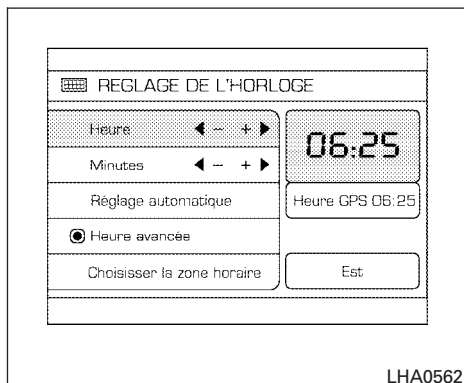 REGLAGE DE L'HORLOGE
Heure ◀ – + ▶
06:25
Minutes ◀ – + ▶
Réglage automatique
Heure GPS 06:25
Heure avancée
Choisisser la zone horaire
Est
LHA0562